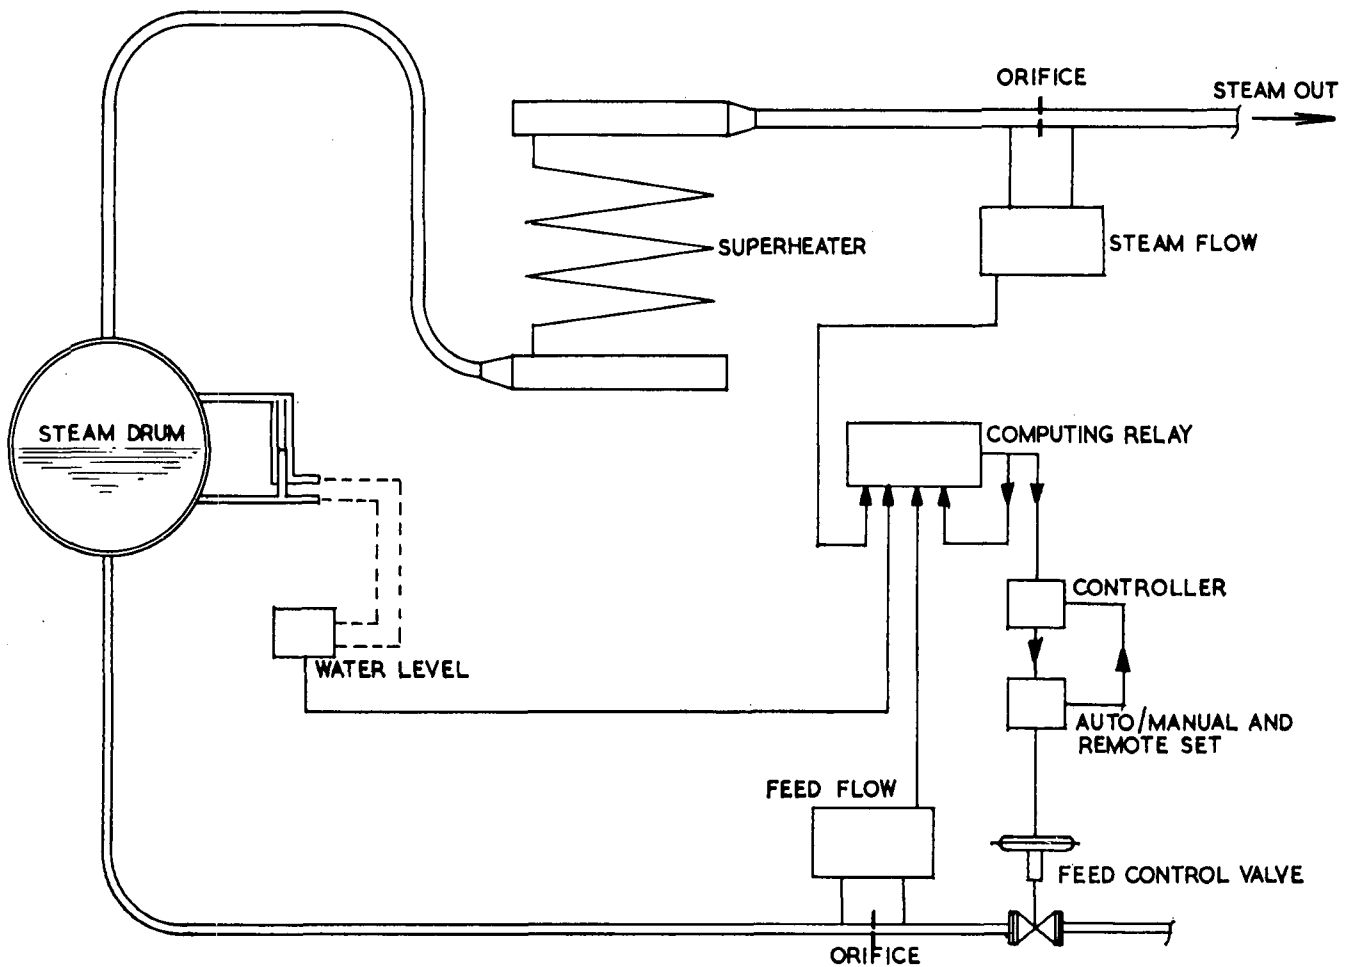 ORIFICE
STEAM OUT
SUPERHEATER
STEAM FLOW
STEAM DRUM
COMPUTING RELAY
CONTROLLER
WATER LEVEL
AUTO/MANUAL AND
REMOTE SET
FEED FLOW
FEED CONTROL VALVE
ORIFICE